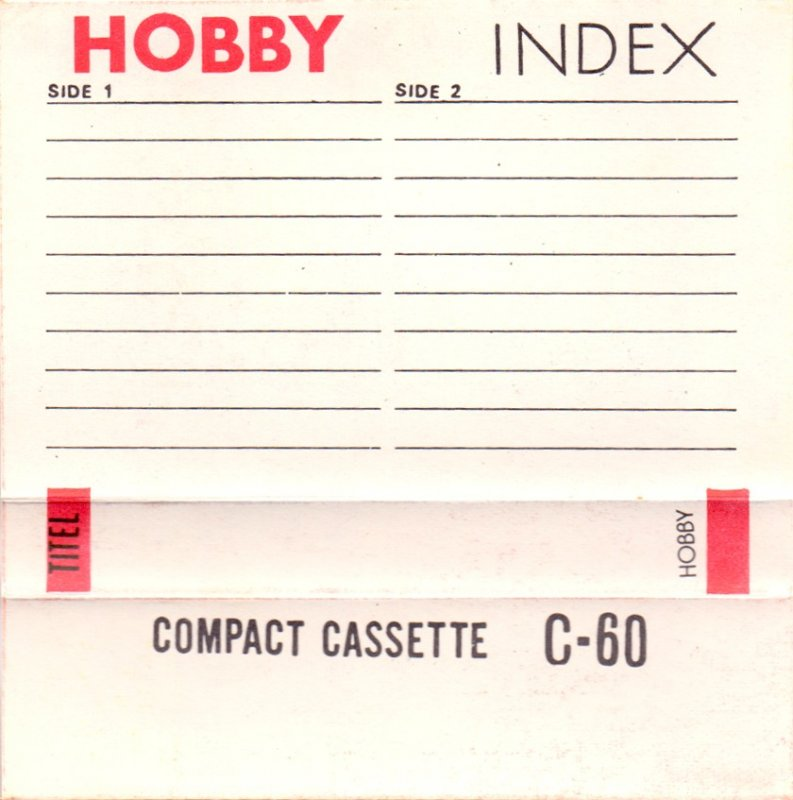 HOBBY INDEX
SIDE 1 SIDE 2
TITEL HOBBY
COMPACT CASSETTE C-60